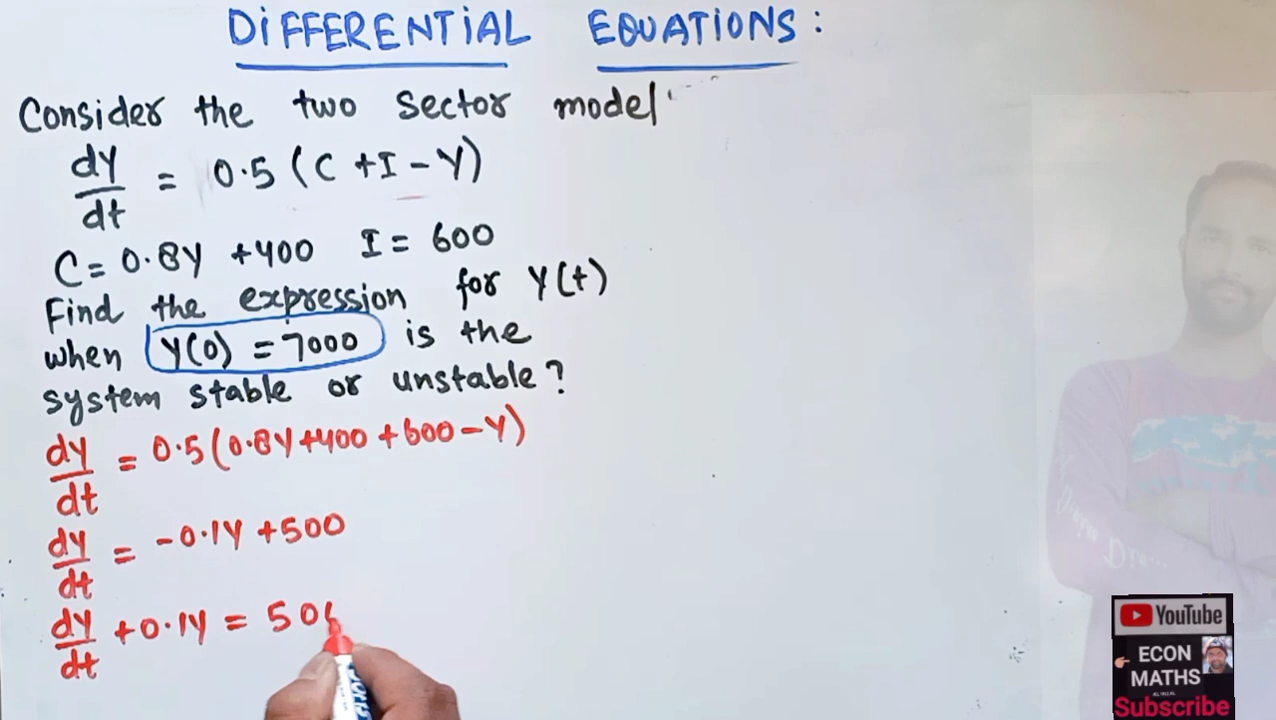 DIFFERENTIAL EQUATIONS :
Consider the two sector model
dY/dt = 0.5 (C + I - Y)
C = 0.8Y + 400 I = 600
Find the expression for Y(t)
when Y(0) = 7000 is the
system stable or unstable ?
dY/dt = 0.5 (0.8Y + 400 + 600 - Y)
dY/dt = -0.1Y + 500
dY/dt + 0.1Y = 500
YouTube
ECON
MATHS
Subscribe